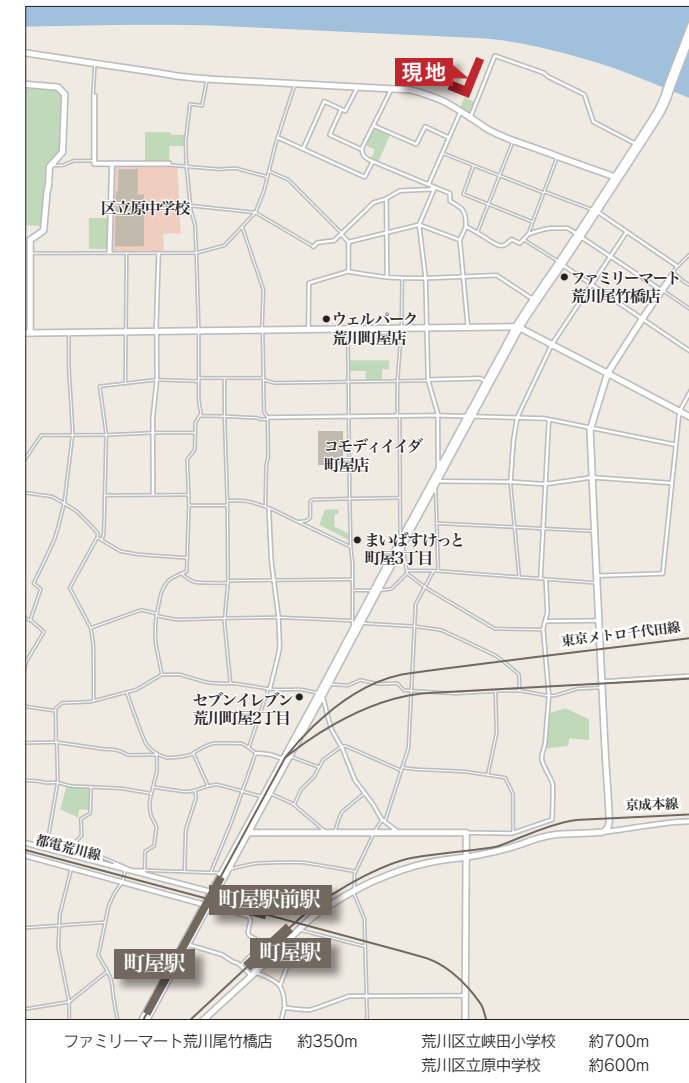 現地
区立原中学校
ファミリーマート
荒川尾竹橋店
ウェルパーク
荒川町屋店
コモディイイダ
町屋店
まいばすけっと
町屋3丁目
東京メトロ千代田線
セブンイレブン
荒川町屋2丁目
京成本線
都電荒川線
町屋駅前駅
町屋駅
町屋駅
ファミリーマート荒川尾竹橋店 約350m
荒川区立峡田小学校 約700m
荒川区立原中学校 約600m